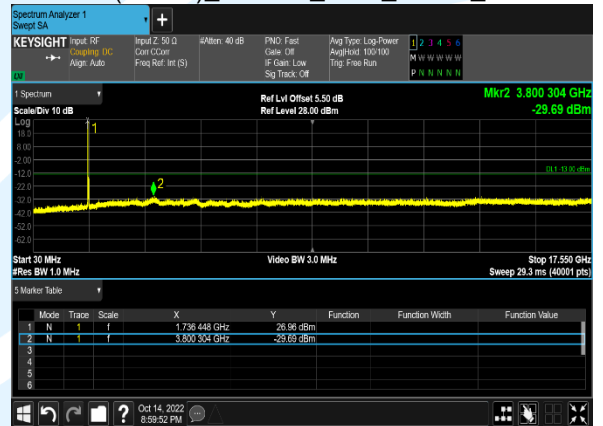 Spectrum Analyzer 1
Swept SA
+
KEYSIGHT
Input: RF
Coupling: DC
Align: Auto
Input Z: 50 Ω
Corr CCorr
Freq Ref: Int (S)
#Atten: 40 dB
PNO: Fast
Gate: Off
IF Gain: Low
Sig Track: Off
Avg Type: Log-Power
Avg|Hold: 100/100
Trig: Free Run
1 2 3 4 5 6
M W W W W W
P N N N N N
LXI
1 Spectrum
Scale/Div 10 dB
Ref Lvl Offset 5.50 dB
Ref Level 28.00 dBm
Mkr2 3.800 304 GHz
-29.69 dBm
Log
18.0
8.00
-2.00
-12.0
-22.0
-32.0
-42.0
-52.0
-62.0
1
2
DL1 -13.00 dBm
Start 30 MHz
#Res BW 1.0 MHz
Video BW 3.0 MHz
Stop 17.550 GHz
Sweep 29.3 ms (40001 pts)
5 Marker Table
Mode Trace Scale X Y Function Function Width Function Value
1 N 1 f 1.736 448 GHz 26.96 dBm
2 N 1 f 3.800 304 GHz -29.69 dBm
3
4
5
6
?
Oct 14, 2022
8:59:52 PM